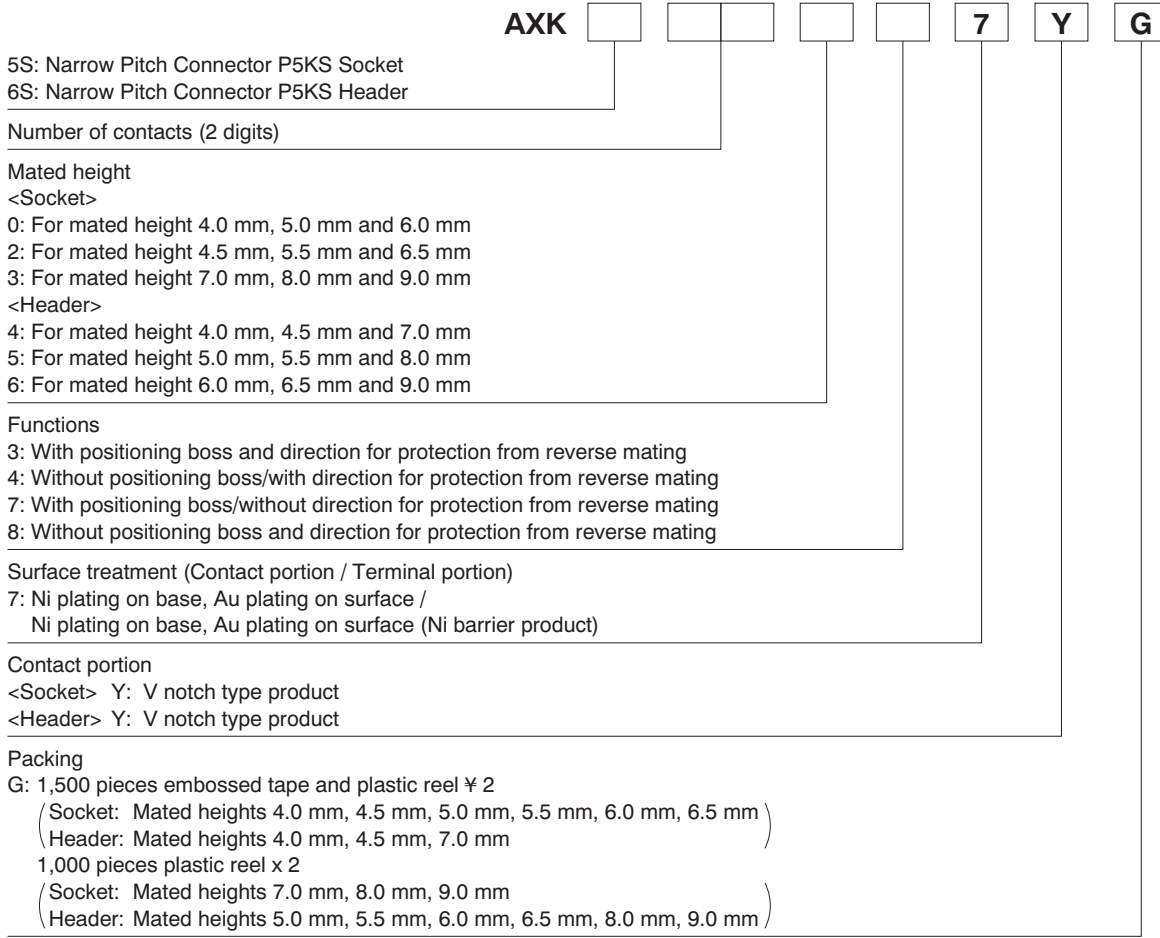 AXK 7 Y G
5S: Narrow Pitch Connector P5KS Socket
6S: Narrow Pitch Connector P5KS Header
Number of contacts (2 digits)
Mated height
<Socket>
0: For mated height 4.0 mm, 5.0 mm and 6.0 mm
2: For mated height 4.5 mm, 5.5 mm and 6.5 mm
3: For mated height 7.0 mm, 8.0 mm and 9.0 mm
<Header>
4: For mated height 4.0 mm, 4.5 mm and 7.0 mm
5: For mated height 5.0 mm, 5.5 mm and 8.0 mm
6: For mated height 6.0 mm, 6.5 mm and 9.0 mm
Functions
3: With positioning boss and direction for protection from reverse mating
4: Without positioning boss/with direction for protection from reverse mating
7: With positioning boss/without direction for protection from reverse mating
8: Without positioning boss and direction for protection from reverse mating
Surface treatment (Contact portion / Terminal portion)
7: Ni plating on base, Au plating on surface /
Ni plating on base, Au plating on surface (Ni barrier product)
Contact portion
<Socket> Y: V notch type product
<Header> Y: V notch type product
Packing
G: 1,500 pieces embossed tape and plastic reel ¥ 2
(Socket: Mated heights 4.0 mm, 4.5 mm, 5.0 mm, 5.5 mm, 6.0 mm, 6.5 mm
Header: Mated heights 4.0 mm, 4.5 mm, 7.0 mm)
1,000 pieces plastic reel x 2
(Socket: Mated heights 7.0 mm, 8.0 mm, 9.0 mm
Header: Mated heights 5.0 mm, 5.5 mm, 6.0 mm, 6.5 mm, 8.0 mm, 9.0 mm)